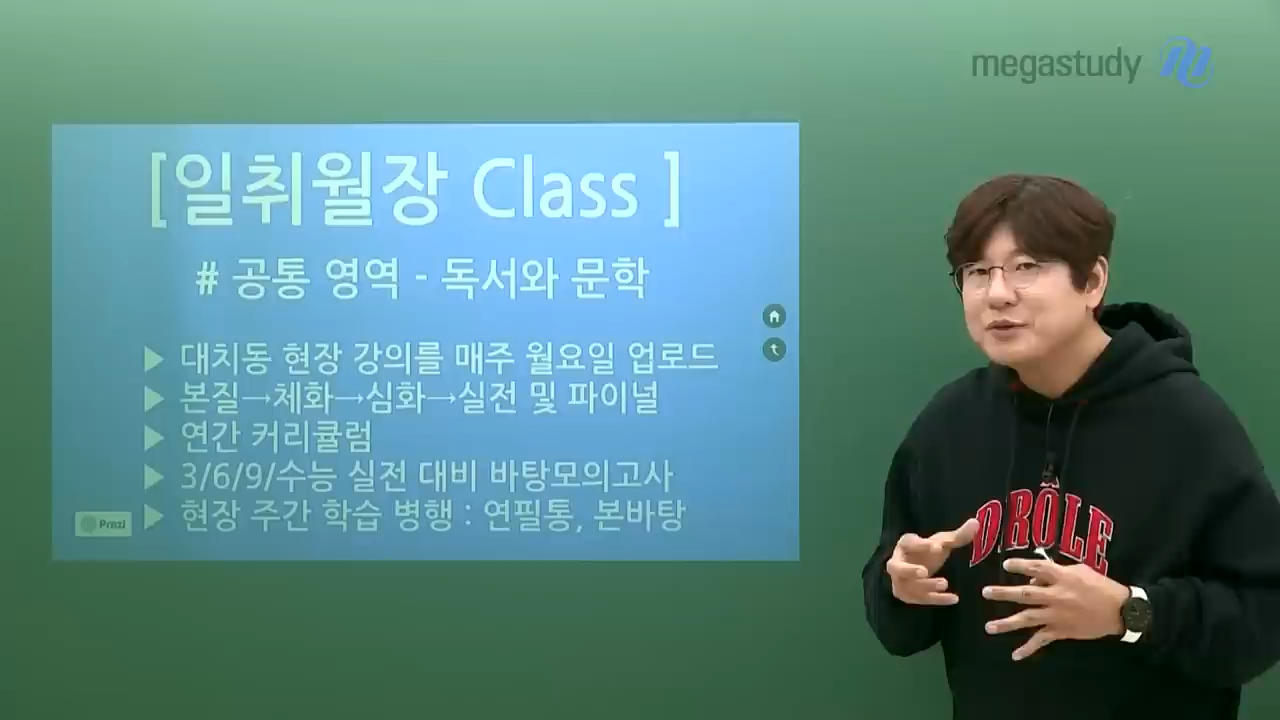 megastudy
[일취월장 Class ]
# 공통 영역 - 독서와 문학
▶ 대치동 현장 강의를 매주 월요일 업로드
▶ 본질→체화→심화→실전 및 파이널
▶ 연간 커리큘럼
▶ 3/6/9/수능 실전 대비 바탕모의고사
▶ 현장 주간 학습 병행 : 연필통, 본바탕
Prezi
DRÔLE